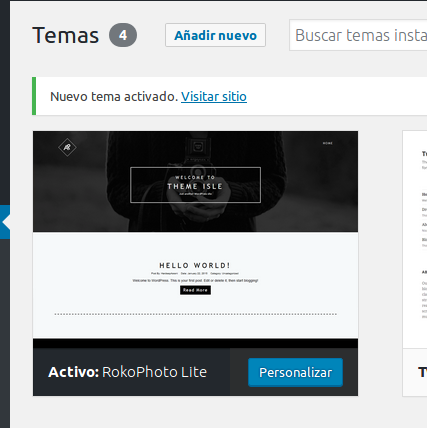 Temas 4 Añadir nuevo Buscar temas insta
Nuevo tema activado. Visitar sitio
HOME
WELCOME TO
THEME ISLE
HELLO WORLD!
Welcome to WordPress. This is your first post. Edit or delete it, then start blogging!
Read More
Activo: RokoPhoto Lite Personalizar